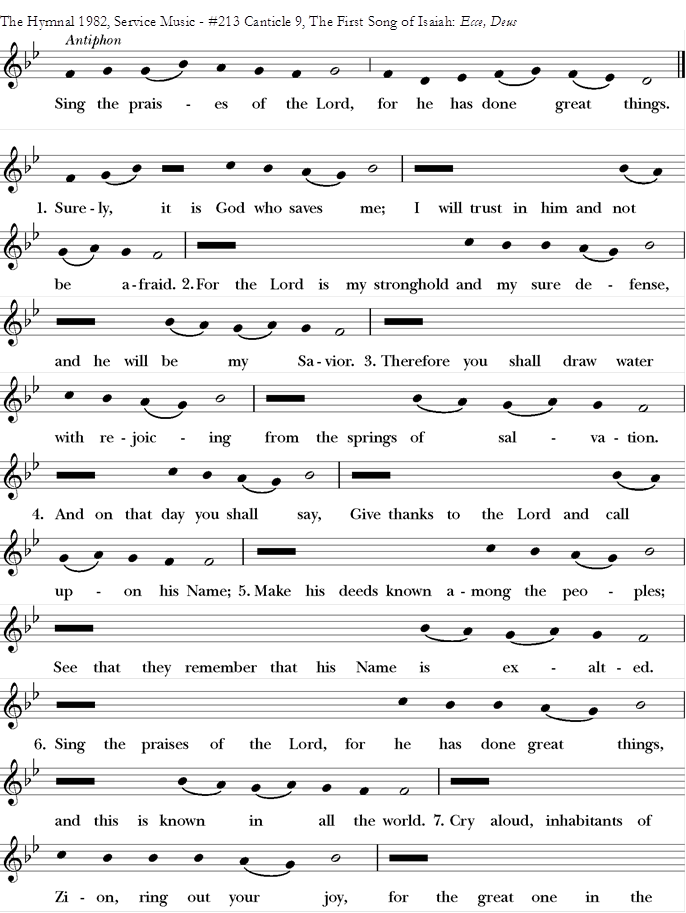 The Hymnal 1982, Service Music - #213 Canticle 9, The First Song of Isaiah: Ecce, Deus
Antiphon
Sing the prais - es of the Lord, for he has done great things.
1. Sure - ly, it is God who saves me; I will trust in him and not
be a - fraid. 2. For the Lord is my stronghold and my sure de - fense,
and he will be my Sa - vior. 3. Therefore you shall draw water
with re - joic - ing from the springs of sal - va - tion.
4. And on that day you shall say, Give thanks to the Lord and call
up - on his Name; 5. Make his deeds known a - mong the peo - ples;
See that they remember that his Name is ex - alt - ed.
6. Sing the praises of the Lord, for he has done great things,
and this is known in all the world. 7. Cry aloud, inhabitants of
Zi - on, ring out your joy, for the great one in the